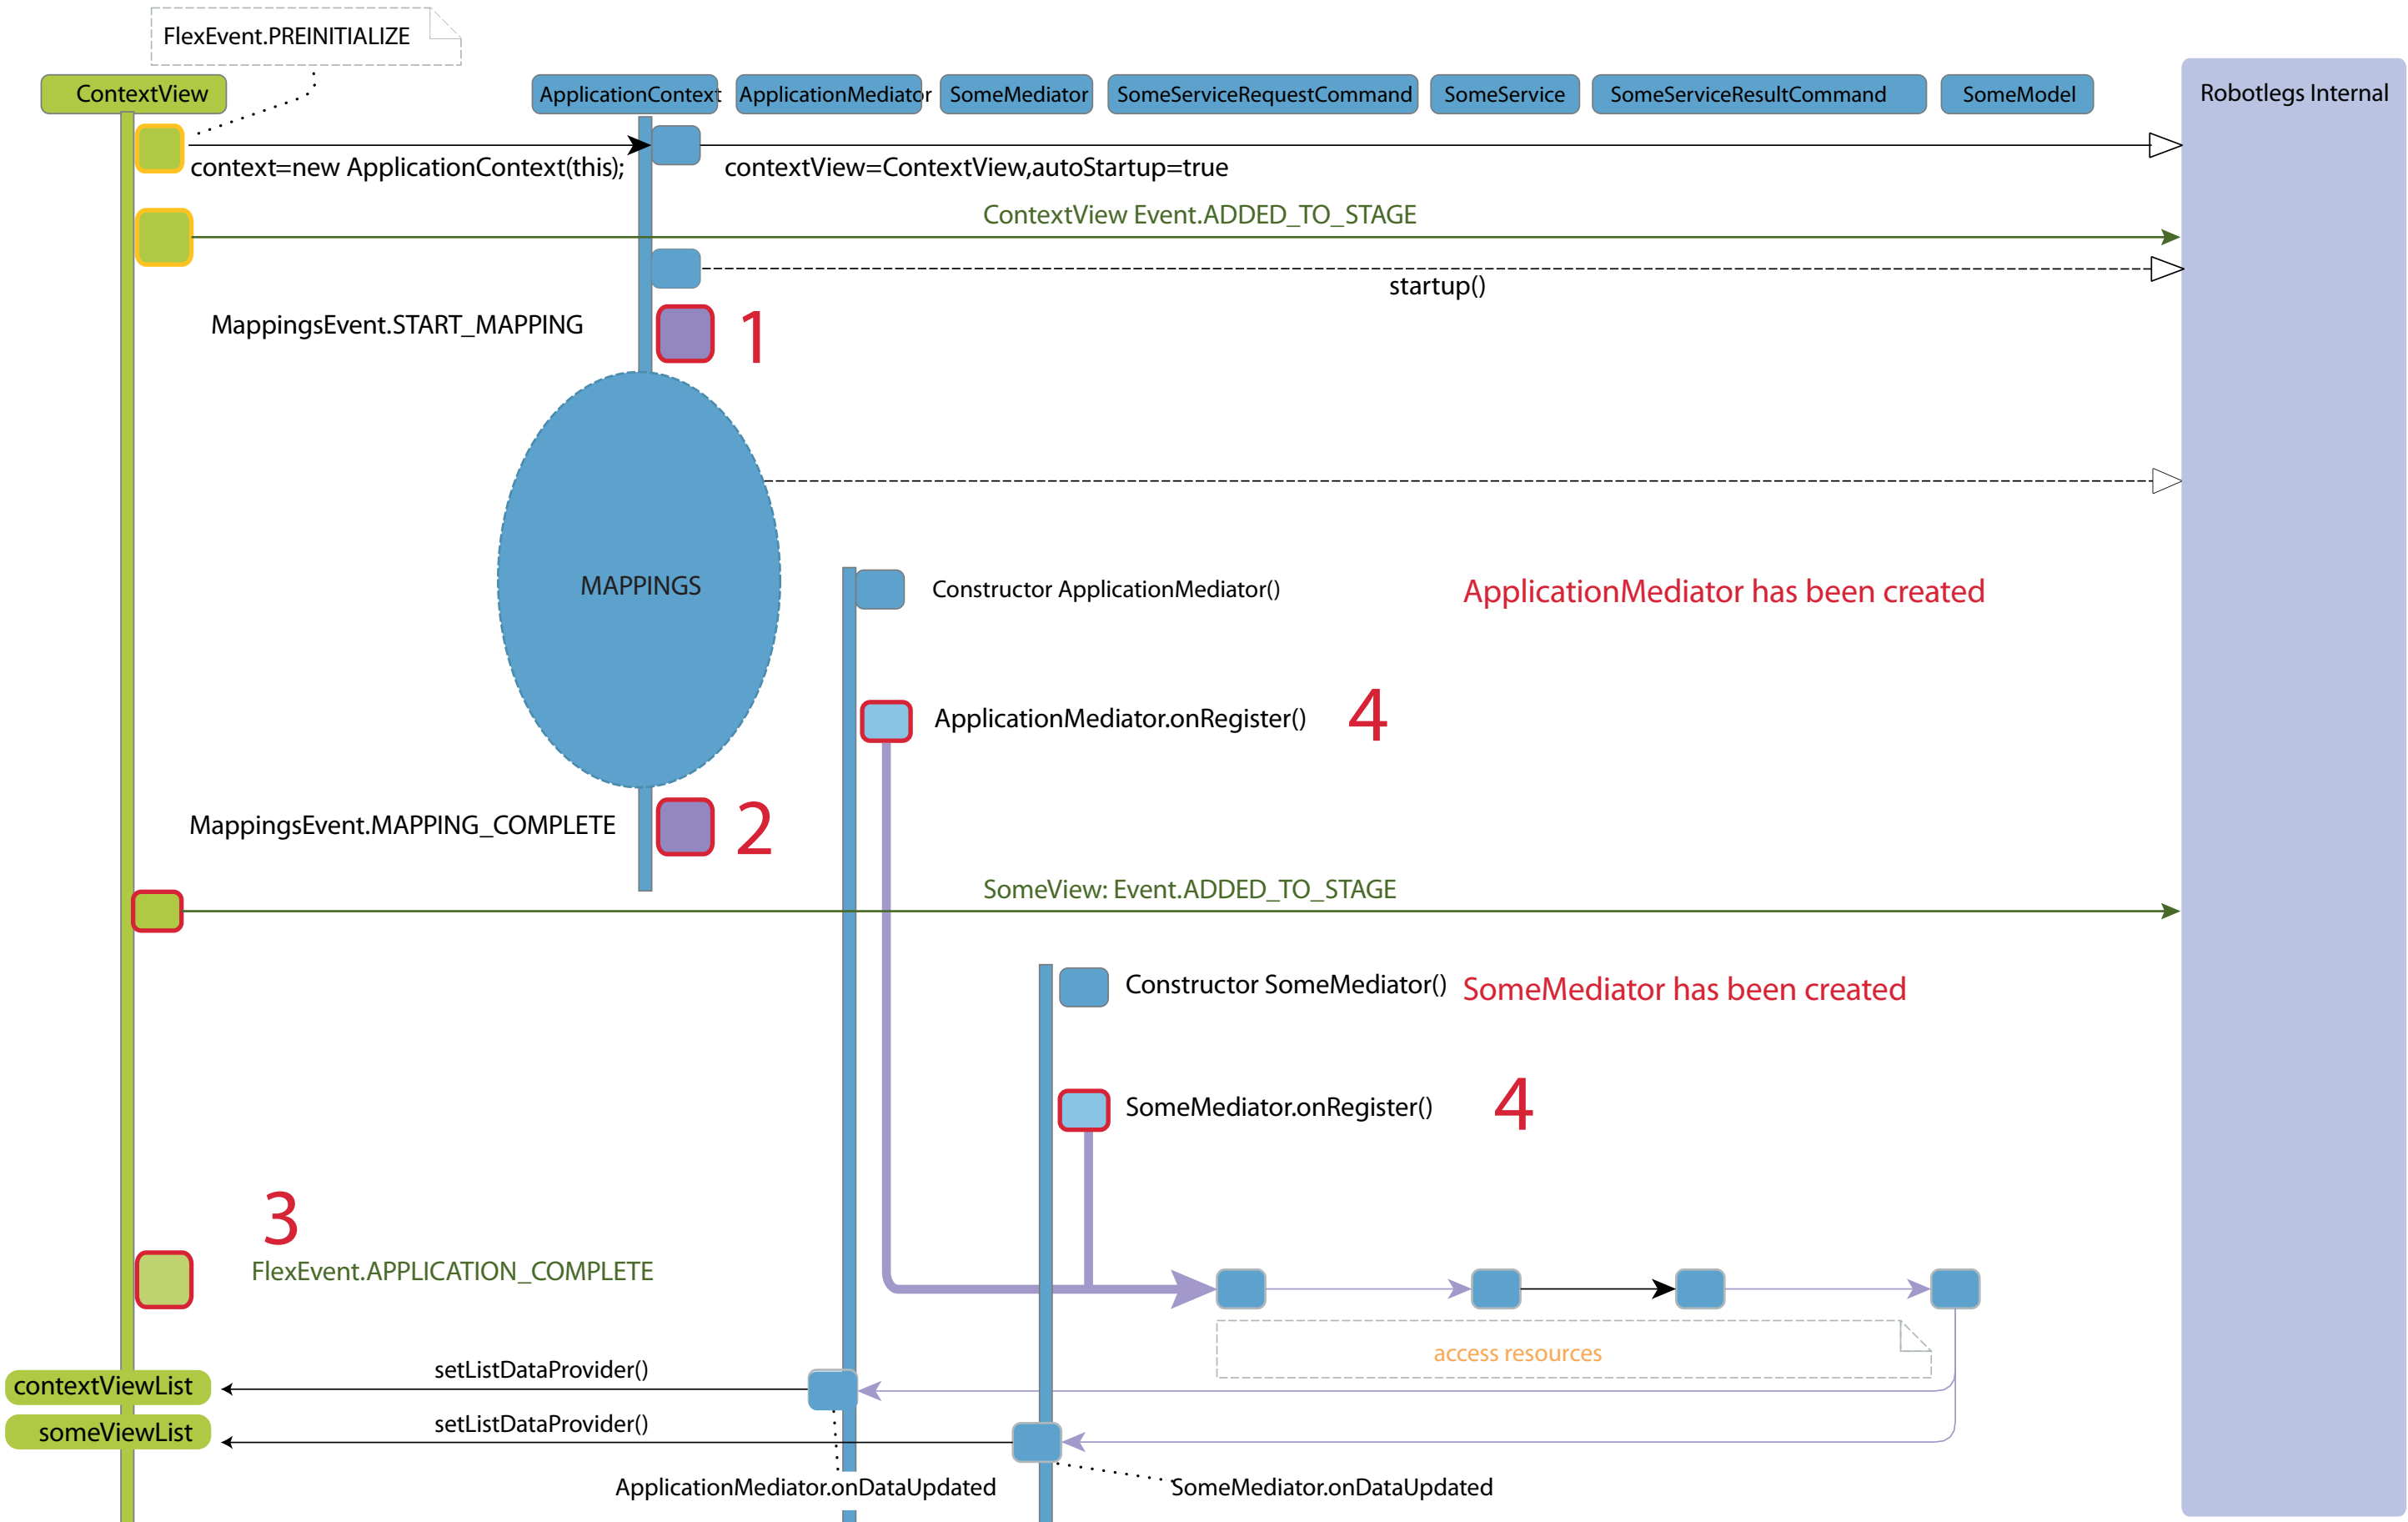 FlexEvent.PREINITIALIZE
ContextView
ApplicationContext
ApplicationMediator
SomeMediator
SomeServiceRequestCommand
SomeService
SomeServiceResultCommand
SomeModel
Robotlegs Internal
context=new ApplicationContext(this);
contextView=ContextView,autoStartup=true
ContextView Event.ADDED_TO_STAGE
startup()
MappingsEvent.START_MAPPING
1
MAPPINGS
Constructor ApplicationMediator()
ApplicationMediator has been created
ApplicationMediator.onRegister()
4
MappingsEvent.MAPPING_COMPLETE
2
SomeView: Event.ADDED_TO_STAGE
Constructor SomeMediator()
SomeMediator has been created
SomeMediator.onRegister()
4
3
FlexEvent.APPLICATION_COMPLETE
access resources
setListDataProvider()
contextViewList
setListDataProvider()
someViewList
ApplicationMediator.onDataUpdated
SomeMediator.onDataUpdated